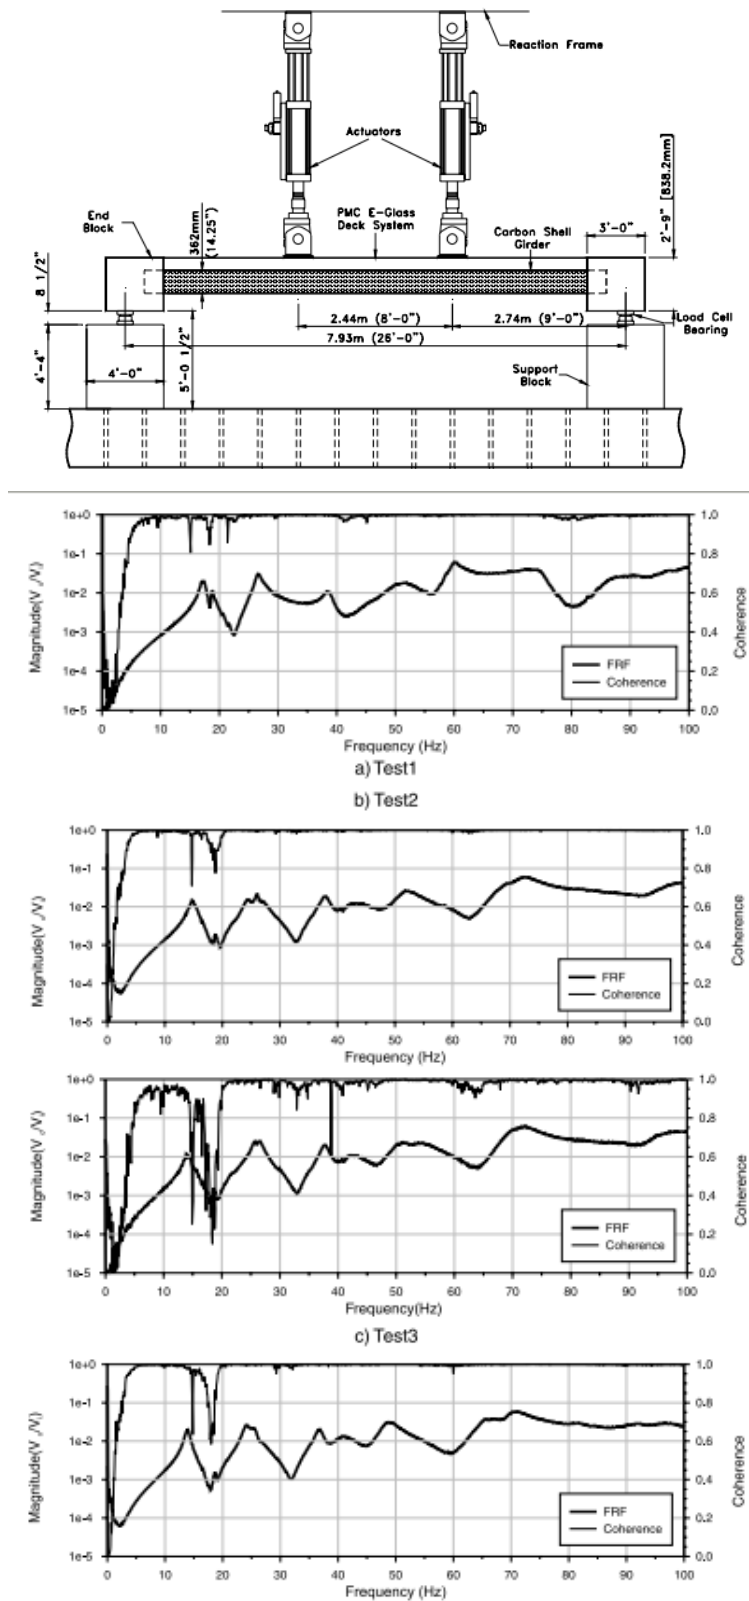 Reaction Frame
Actuators
End
Block
362mm
(14.25")
PMC E-Glass
Deck System
Carbon Shell
Girder
3'-0"
2'-9" [838.2mm]
8 1/2"
2.44m (8'-0")
2.74m (9'-0")
Load Cell
Bearing
7.93m (26'-0")
4'-4"
4'-0"
5'-0 1/2"
Support
Block
1e+0
1e-1
1e-2
1e-3
1e-4
1e-5
Magnitude(V /V )
1.0
0.8
0.6
0.4
0.2
0.0
Coherence
FRF
Coherence
0 10 20 30 40 50 60 70 80 90 100
Frequency (Hz)
a) Test1
b) Test2
1e+0
1e-1
1e-2
1e-3
1e-4
1e-5
Magnitude(V /V )
1.0
0.8
0.6
0.4
0.2
0.0
Coherence
FRF
Coherence
0 10 20 30 40 50 60 70 80 90 100
Frequency (Hz)
1e+0
1e-1
1e-2
1e-3
1e-4
1e-5
Magnitude(V /V )
1.0
0.8
0.6
0.4
0.2
0.0
Coherence
FRF
Coherence
0 10 20 30 40 50 60 70 80 90 100
Frequency(Hz)
c) Test3
1e+0
1e-1
1e-2
1e-3
1e-4
1e-5
Magnitude(V /V )
1.0
0.8
0.6
0.4
0.2
0.0
Coherence
FRF
Coherence
0 10 20 30 40 50 60 70 80 90 100
Frequency (Hz)